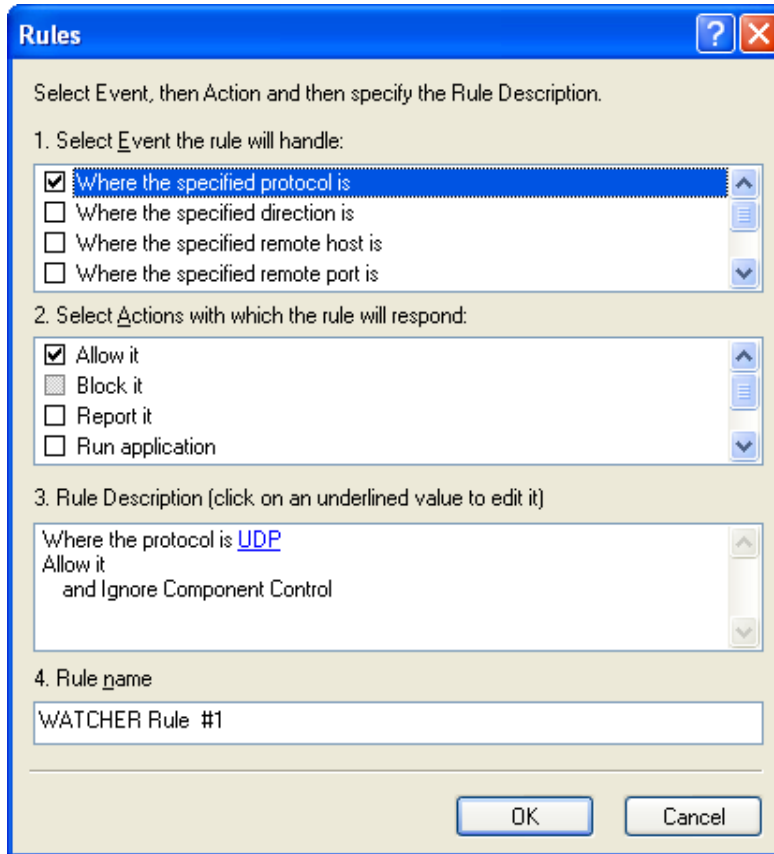 Rules
Select Event, then Action and then specify the Rule Description.
1. Select Event the rule will handle:
Where the specified protocol is
Where the specified direction is
Where the specified remote host is
Where the specified remote port is
2. Select Actions with which the rule will respond:
Allow it
Block it
Report it
Run application
3. Rule Description (click on an underlined value to edit it)
Where the protocol is UDP
Allow it
and Ignore Component Control
4. Rule name
WATCHER Rule  #1
OK
Cancel